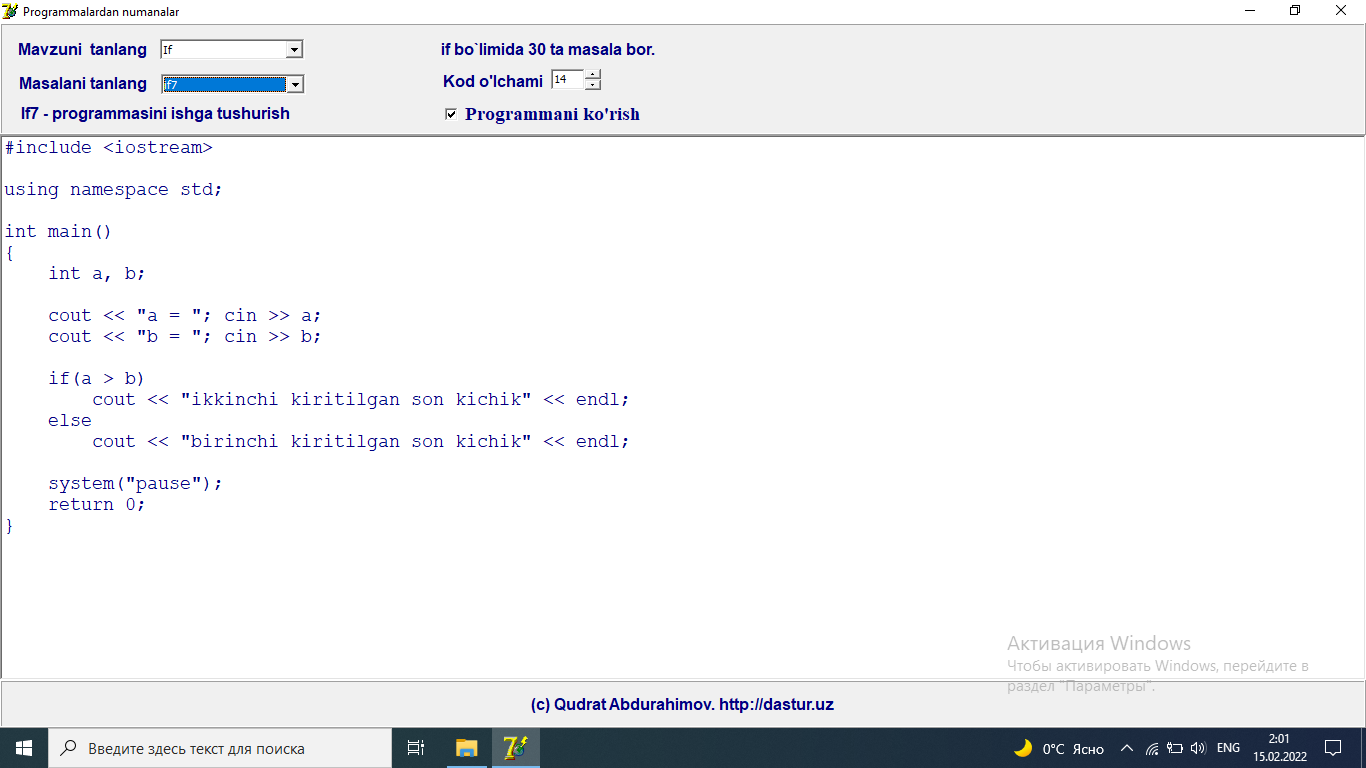 Programmalardan numanalar
Mavzuni tanlang If if bo`limida 30 ta masala bor.
Masalani tanlang If7 Kod o'lchami 14
If7 - programmasini ishga tushurish Programmani ko'rish
#include <iostream>
using namespace std;
int main()
{
int a, b;
cout << "a = "; cin >> a;
cout << "b = "; cin >> b;
if(a > b)
cout << "ikkinchi kiritilgan son kichik" << endl;
else
cout << "birinchi kiritilgan son kichik" << endl;
system("pause");
return 0;
}
Активация Windows
Чтобы активировать Windows, перейдите в
раздел "Параметры".
(c) Qudrat Abdurahimov. http://dastur.uz
Введите здесь текст для поиска 0°C Ясно ENG 2:01
15.02.2022